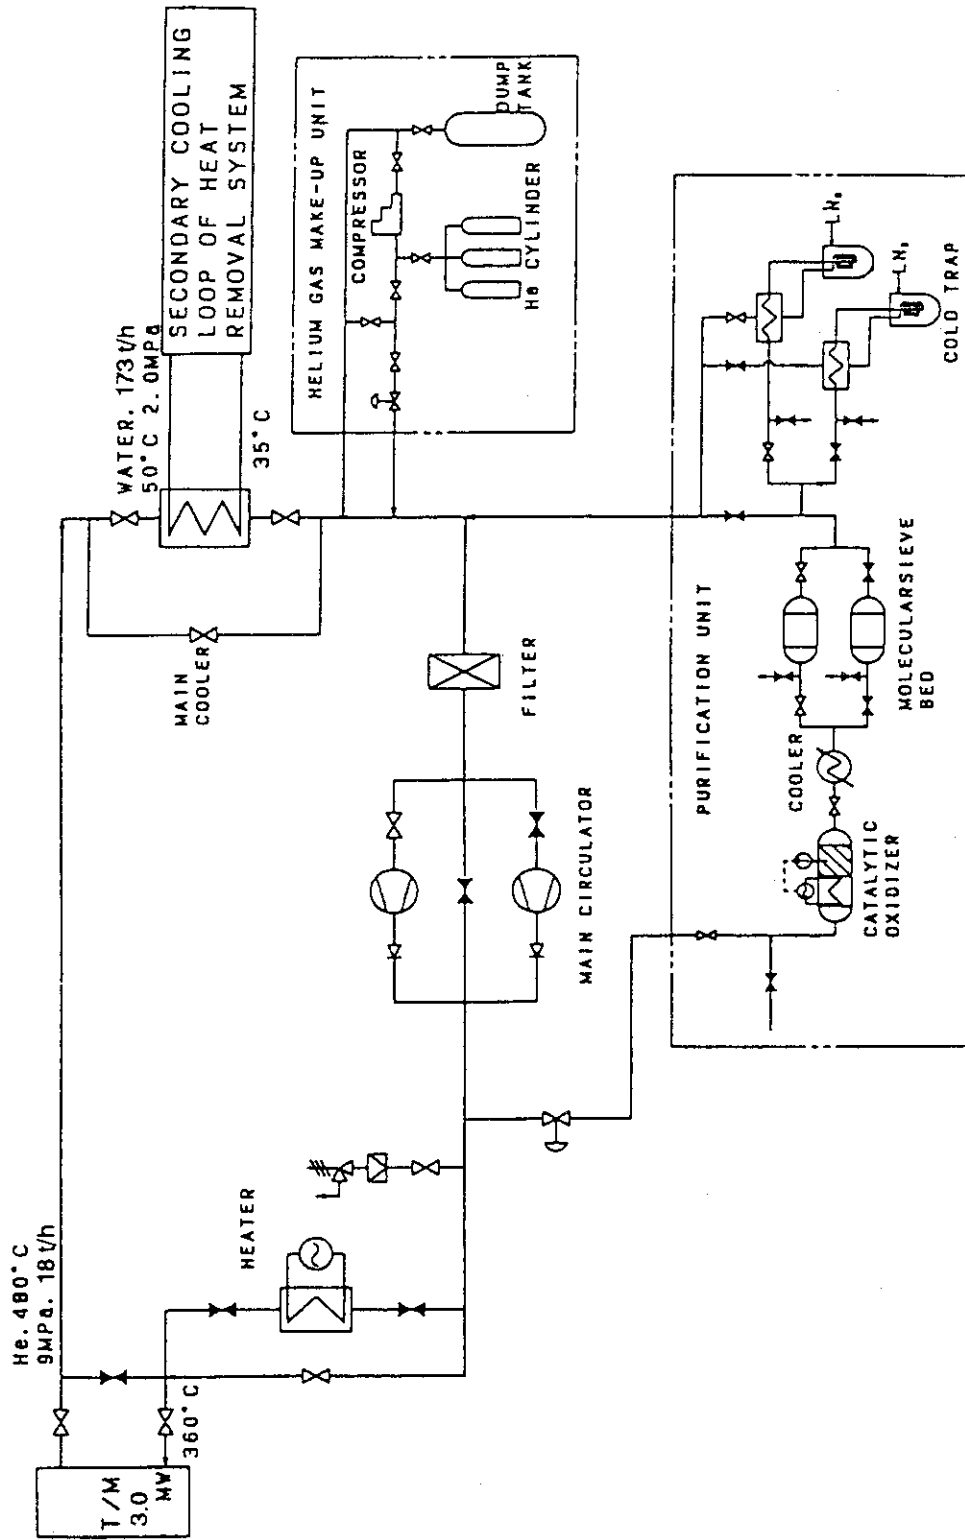 He. 480°C
9MPa. 18t/h
T/M
3.0
MW
360°C
HEATER
MAIN
COOLER
WATER. 173t/h
50°C 2.0MPa
35°C
SECONDARY COOLING
LOOP OF HEAT
REMOVAL SYSTEM
HELIUM GAS MAKE-UP UNIT
COMPRESSOR
DUMP
TANK
He CYLINDER
FILTER
MAIN CIRCULATOR
PURIFICATION UNIT
CATALYTIC
OXIDIZER
COOLER
MOLECULARSIEVE
BED
LN₂
LN₂
COLD TRAP